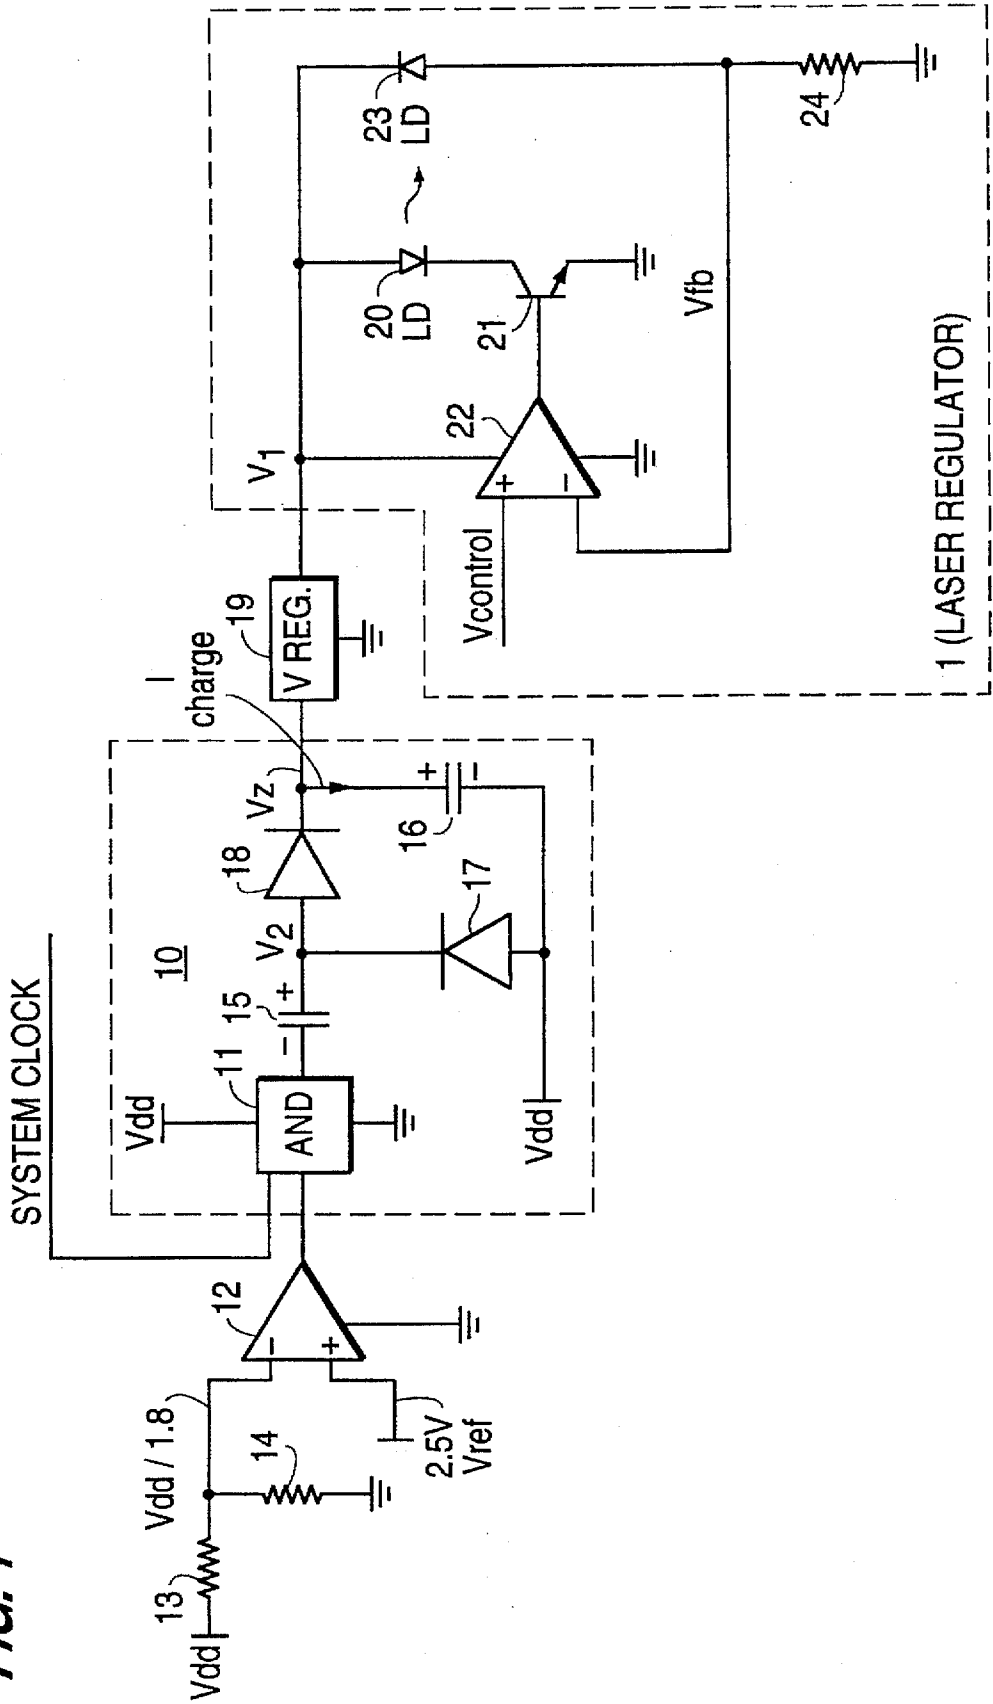 FIG. 1
SYSTEM CLOCK
10
Vdd
11
AND
15
- +
V2
18
Vz
I
charge
19
V REG.
V1
20
LD
23
LD
24
21
22
+
-
Vcontrol
Vfb
1 (LASER REGULATOR)
16
+
-
17
Vdd
12
-
+
Vdd / 1.8
13
14
Vdd
2.5V
Vref